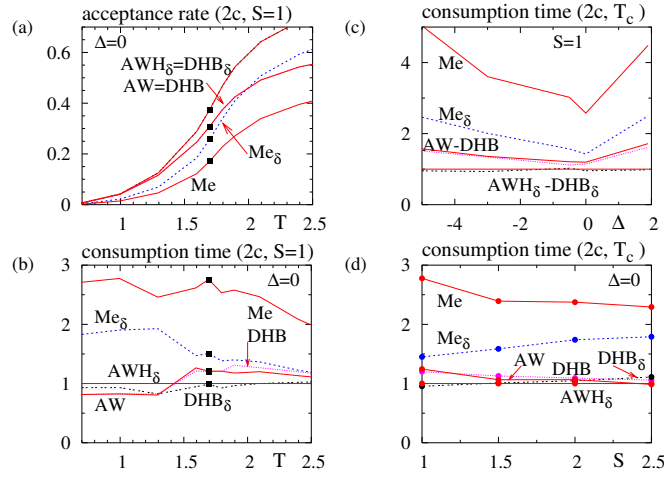 acceptance rate (2c, S=1)
(a)
Δ=0
0.6
0.4
0.2
0
AWH_δ=DHB_δ
AW=DHB
Me_δ
Me
1 1.5 T 2 2.5
consumption time (2c, T_c)
(c)
S=1
4
2
0
Me
Me_δ
AW-DHB
AWH_δ-DHB_δ
-4 -2 0 Δ 2
consumption time (2c, S=1)
(b)
Δ=0
3
2
1
0
Me_δ
Me
DHB
AWH_δ
AW
DHB_δ
1 1.5 T 2 2.5
consumption time (2c, T_c)
(d)
Δ=0
3
2
1
0
Me
Me_δ
AW
DHB
DHB_δ
AWH_δ
1 1.5 2 S 2.5